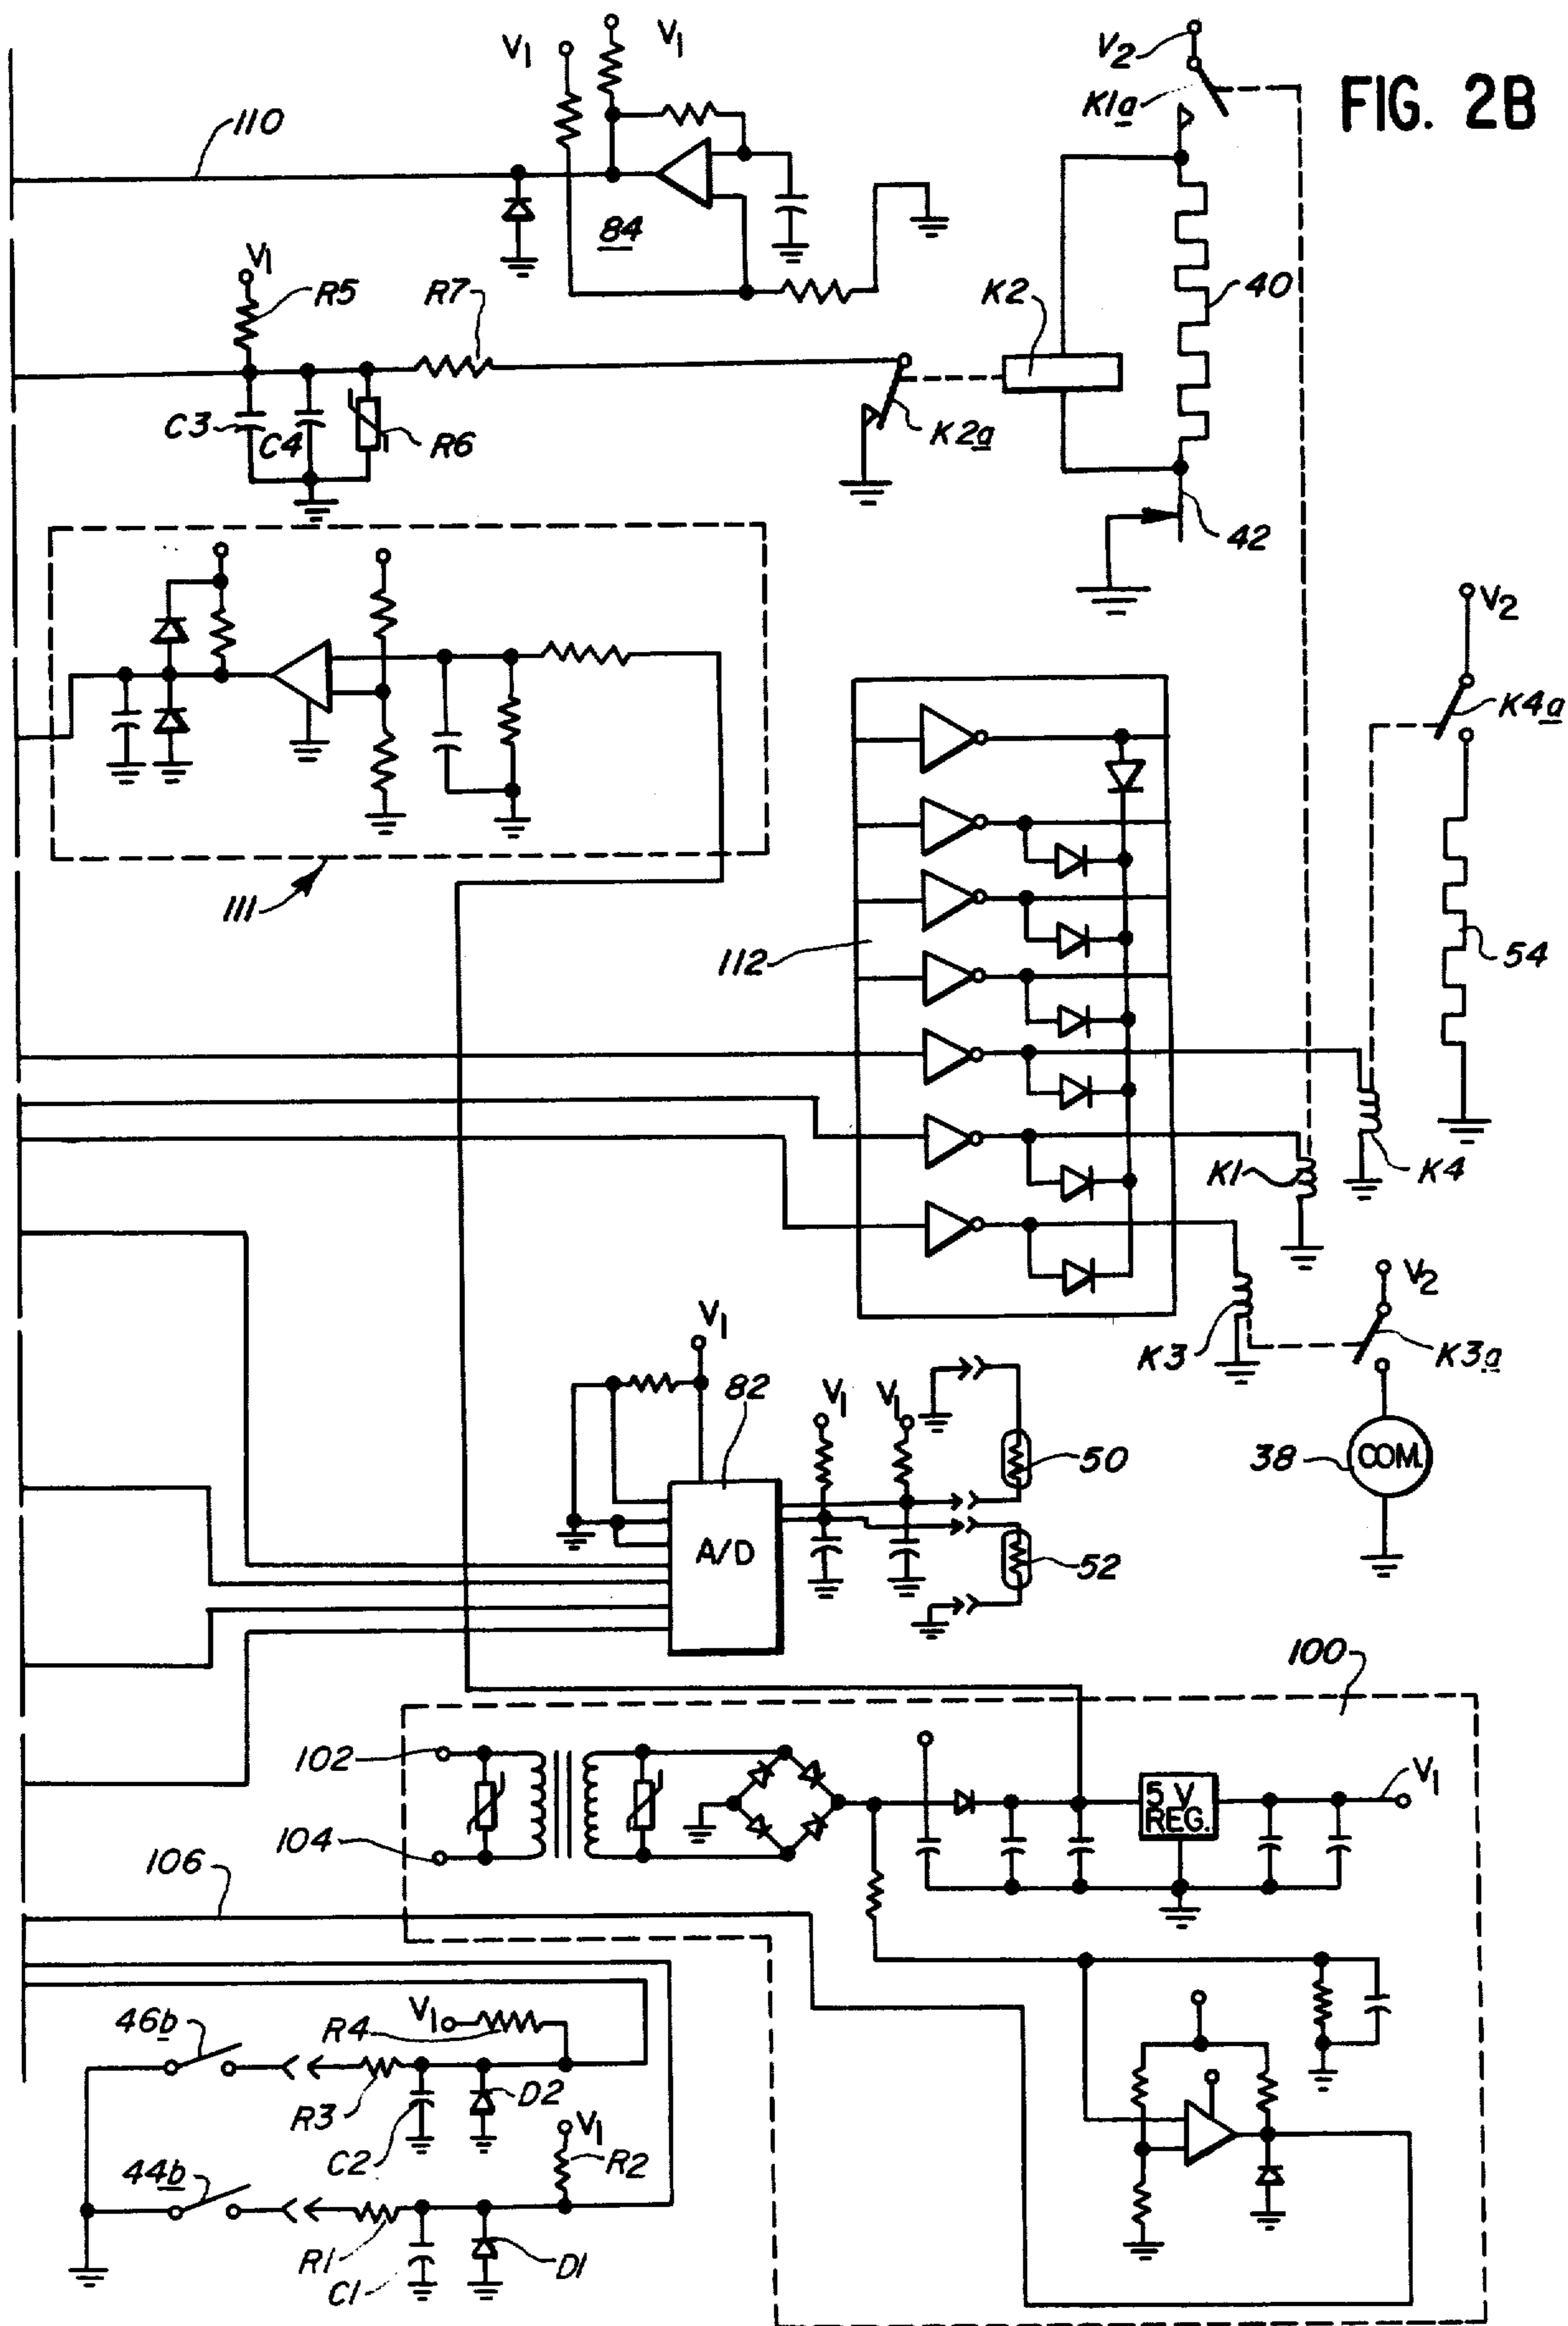 FIG. 2B
V1
V1
V2
K1a
110
84
V1
R5
R7
K2
40
C3
C4
R6
K2a
42
V2
K4a
111
112
54
K1
K4
V2
K3
K3a
V1
82
V1
V1
50
38
COM.
A/D
52
100
102
5 V
REG.
V1
104
106
46b
V1
R4
R3
D2
C2
V1
R2
44b
R1
D1
C1